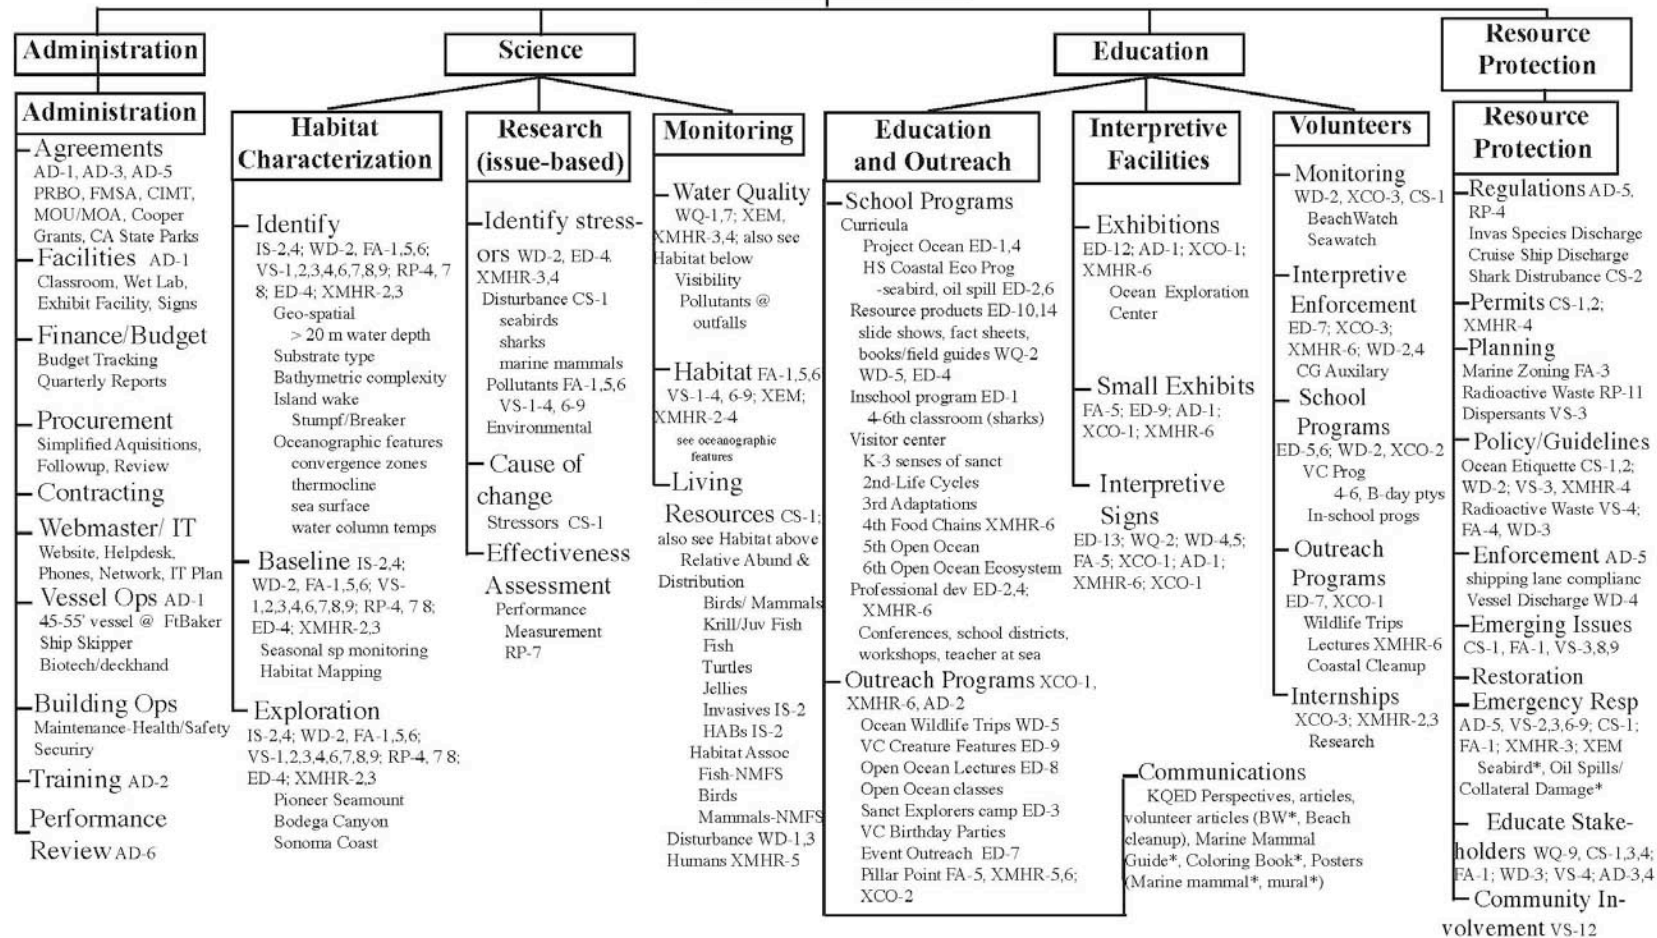 Administration
Science
Education
Resource
Protection
Administration
Agreements
AD-1, AD-3, AD-5
PRBO, FMSA, CIMT,
MOU/MOA, Cooper
Grants, CA State Parks
Facilities AD-1
Classroom, Wet Lab,
Exhibit Facility, Signs
Finance/Budget
Budget Tracking
Quarterly Reports
Procurement
Simplified Aquisitions,
Followup, Review
Contracting
Webmaster/ IT
Website, Helpdesk,
Phones, Network, IT Plan
Vessel Ops AD-1
45-55' vessel @ FtBaker
Ship Skipper
Biotech/deckhand
Building Ops
Maintenance-Health/Safety
Security
Training AD-2
Performance
Review AD-6
Habitat
Characterization
Identify
IS-2,4; WD-2, FA-1,5,6;
VS-1,2,3,4,6,7,8,9; RP-4, 7
8; ED-4; XMHR-2,3
Geo-spatial
> 20 m water depth
Substrate type
Bathymetric complexity
Island wake
Stumpf/Breaker
Oceanographic features
convergence zones
thermocline
sea surface
water column temps
Baseline IS-2,4;
WD-2, FA-1,5,6; VS-
1,2,3,4,6,7,8,9; RP-4, 7 8;
ED-4; XMHR-2,3
Seasonal sp monitoring
Habitat Mapping
Exploration
IS-2,4; WD-2, FA-1,5,6;
VS-1,2,3,4,6,7,8,9; RP-4, 7 8;
ED-4; XMHR-2,3
Pioneer Seamount
Bodega Canyon
Sonoma Coast
Research
(issue-based)
Identify stress-
ors WD-2, ED-4
XMHR-3,4
Disturbance CS-1
seabirds
sharks
marine mammals
Pollutants FA-1,5,6
VS-1-4, 6-9
Environmental
Cause of
change
Stressors CS-1
Effectiveness
Assessment
Performance
Measurement
RP-7
Monitoring
Water Quality
WQ-1,7; XEM,
XMHR-3,4; also see
Habitat below
Visibility
Pollutants @
outfalls
Habitat FA-1,5,6
VS-1-4, 6-9; XEM;
XMHR-2-4
see oceanographic
features
Living
Resources CS-1;
also see Habitat above
Relative Abund &
Distribution
Birds/ Mammals
Krill/Juv Fish
Fish
Turtles
Jellies
Invasives IS-2
HABs IS-2
Habitat Assoc
Fish-NMFS
Birds
Mammals-NMFS
Disturbance WD-1,3
Humans XMHR-5
Education
and Outreach
School Programs
Curricula
Project Ocean ED-1,4
HS Coastal Eco Prog
-seabird, oil spill ED-2,6
Resource products ED-10,14
slide shows, fact sheets,
books/field guides WQ-2
WD-5, ED-4
Inschool program ED-1
4-6th classroom (sharks)
Visitor center
K-3 senses of sanct
2nd-Life Cycles
3rd Adaptations
4th Food Chains XMHR-6
5th Open Ocean
6th Open Ocean Ecosystem
Professional dev ED-2,4;
XMHR-6
Conferences, school districts,
workshops, teacher at sea
Outreach Programs XCO-1,
XMHR-6, AD-2
Ocean Wildlife Trips WD-5
VC Creature Features ED-9
Open Ocean Lectures ED-8
Open Ocean classes
Sanct Explorers camp ED-3
VC Birthday Parties
Event Outreach ED-7
Pillar Point FA-5, XMHR-5,6;
XCO-2
Communications
KQED Perspectives, articles,
volunteer articles (BW*, Beach
cleanup), Marine Mammal
Guide*, Coloring Book*, Posters
(Marine mammal*, mural*)
Interpretive
Facilities
Exhibitions
ED-12; AD-1; XCO-1;
XMHR-6
Ocean Exploration
Center
Small Exhibits
FA-5; ED-9; AD-1;
XCO-1; XMHR-6
Interpretive
Signs
ED-13; WQ-2; WD-4,5;
FA-5; XCO-1; AD-1;
XMHR-6; XCO-1
Volunteers
Monitoring
WD-2, XCO-3, CS-1
BeachWatch
Seawatch
Interpretive
Enforcement
ED-7; XCO-3;
XMHR-6; WD-2,4
CG Auxilary
School
Programs
ED-5,6; WD-2, XCO-2
VC Prog
4-6, B-day ptys
In-school progs
Outreach
Programs
ED-7, XCO-1
Wildlife Trips
Lectures XMHR-6
Coastal Cleanup
Internships
XCO-3; XMHR-2,3
Research
Resource
Protection
Regulations AD-5,
RP-4
Invas Species Discharge
Cruise Ship Discharge
Shark Distrubance CS-2
Permits CS-1,2;
XMHR-4
Planning
Marine Zoning FA-3
Radioactive Waste RP-11
Dispersants VS-3
Policy/Guidelines
Ocean Etiquette CS-1,2;
WD-2; VS-3, XMHR-4
Radioactive Waste VS-4;
FA-4, WD-3
Enforcement AD-5
shipping lane complianc
Vessel Discharge WD-4
Emerging Issues
CS-1, FA-1, VS-3,8,9
Restoration
Emergency Resp
AD-5, VS-2,3,6-9; CS-1;
FA-1; XMHR-3; XEM
Seabird*, Oil Spills/
Collateral Damage*
Educate Stake-
holders WQ-9, CS-1,3,4;
FA-1; WD-3; VS-4; AD-3,4
Community In-
volvement VS-12